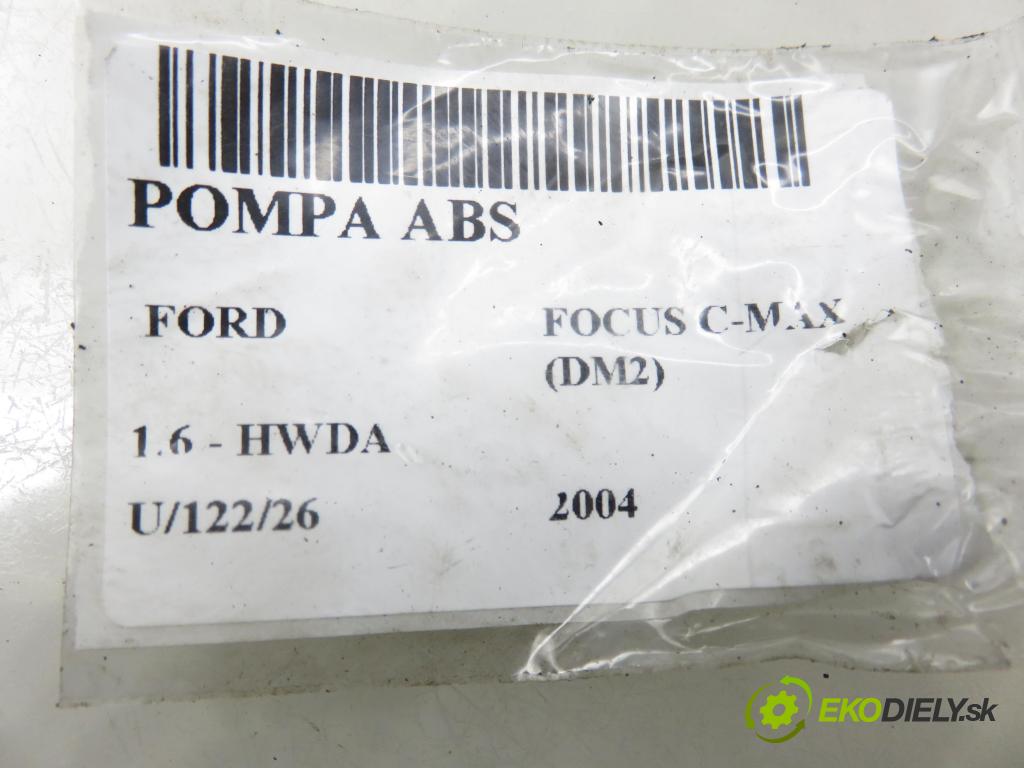 POMPA ABS
FORD FOCUS C-MAX
(DM2)
1.6 - HWDA
U/122/26 2004
EKODIELY.sk